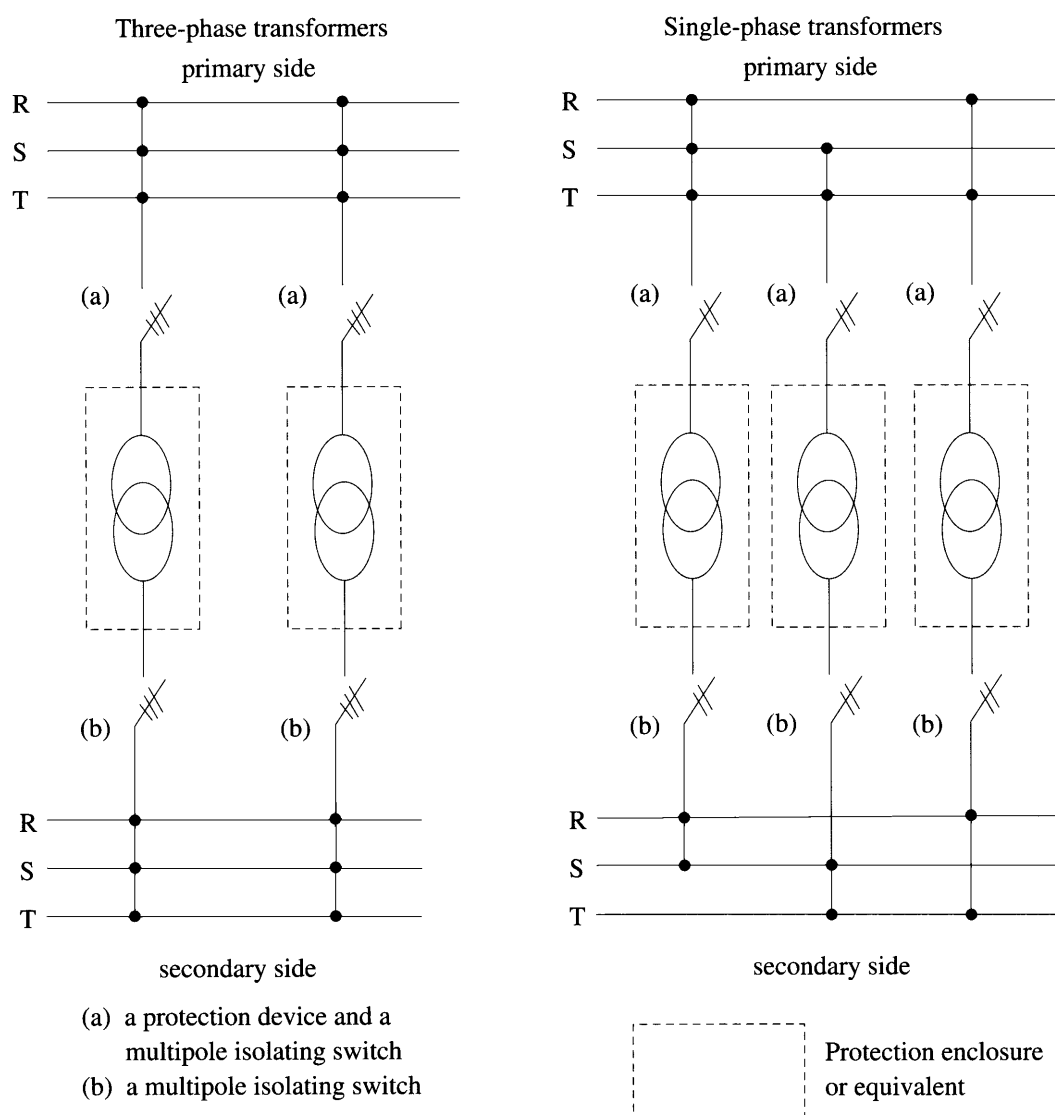 Three-phase transformers
primary side
R
S
T
(a)
(a)
(b)
(b)
R
S
T
secondary side
(a) a protection device and a
multipole isolating switch
(b) a multipole isolating switch
Single-phase transformers
primary side
R
S
T
(a)
(a)
(a)
(b)
(b)
(b)
R
S
T
secondary side
Protection enclosure
or equivalent